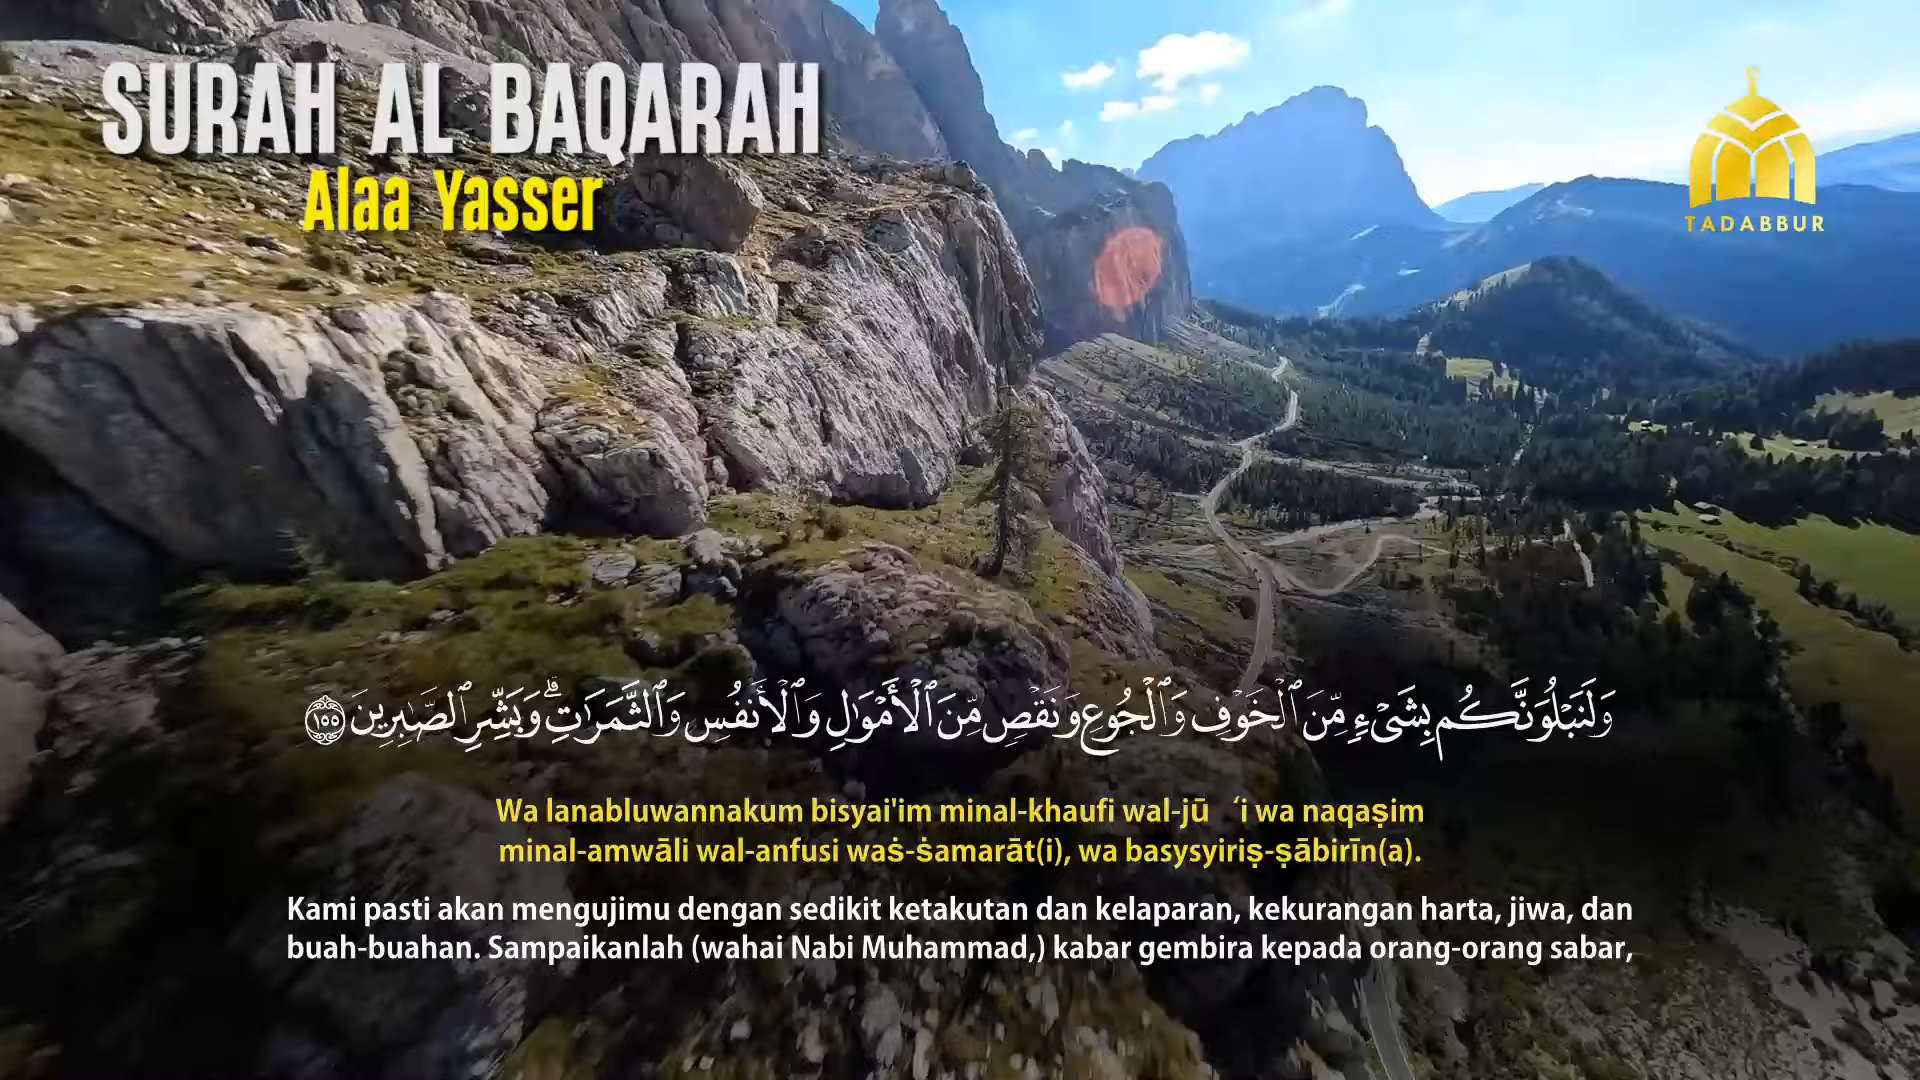 SURAH AL BAQARAH
Alaa Yasser
TADABBUR
وَلَنَبْلُوَنَّكُم بِشَىْءٍ مِّنَ ٱلْخَوْفِ وَٱلْجُوعِ وَنَقْصٍ مِّنَ ٱلْأَمْوَٰلِ وَٱلْأَنفُسِ وَٱلثَّمَرَٰتِ ۗ وَبَشِّرِ ٱلصَّـٰبِرِينَ ١٥٥
Wa lanabluwannakum bisyai'im minal-khaufi wal-jū ‘i wa naqaṣim
minal-amwāli wal-anfusi waṡ-ṡamarāt(i), wa basysyiriṣ-ṣābirīn(a).
Kami pasti akan mengujimu dengan sedikit ketakutan dan kelaparan, kekurangan harta, jiwa, dan
buah-buahan. Sampaikanlah (wahai Nabi Muhammad,) kabar gembira kepada orang-orang sabar,